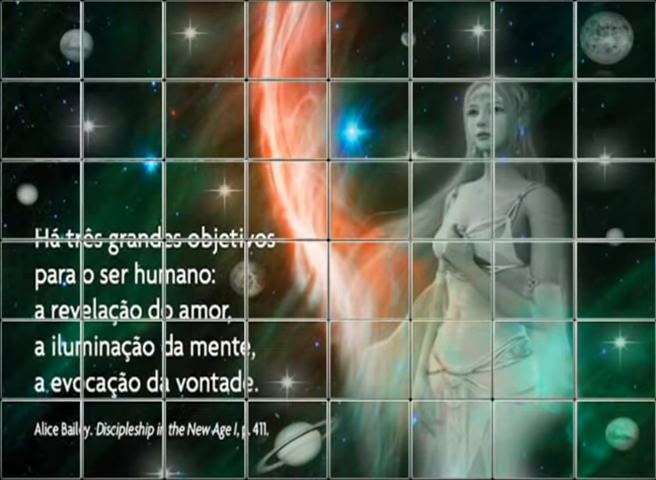 Há três grandes objetivos
para o ser humano:
a revelação do amor,
a iluminação da mente,
a evocação da vontade.
Alice Bailey. Discipleship in the New Age I, p. 411.